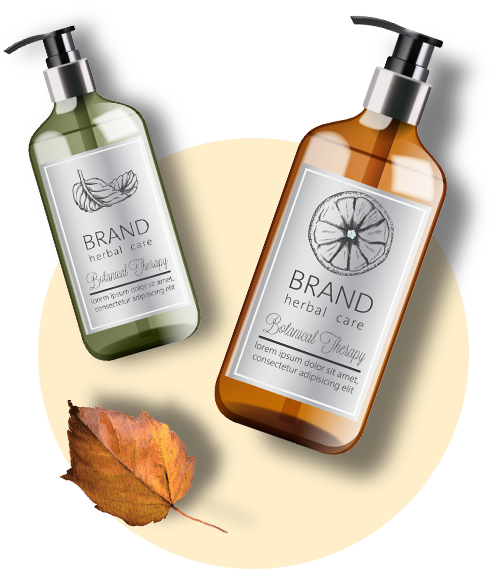 BRAND
herbal care
Botanical Therapy
lorem ipsum dolor sit amet,
consectetur adipisicing elit
BRAND
herbal care
Botanical Therapy
lorem ipsum dolor sit amet,
consectetur adipisicing elit